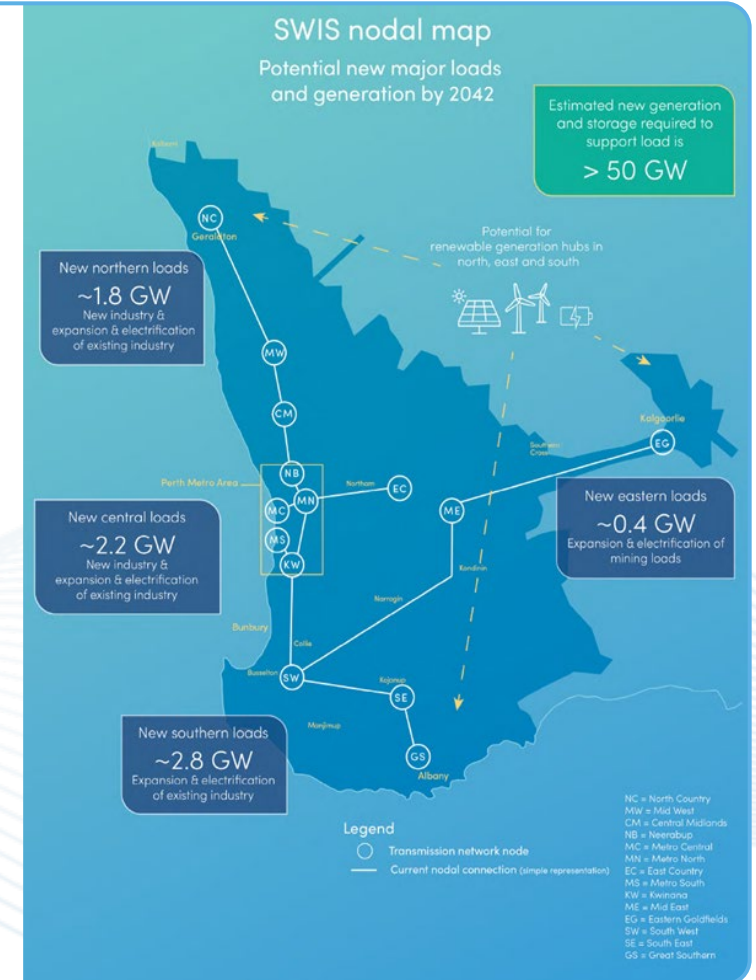 SWIS nodal map
Potential new major loads
and generation by 2042
Estimated new generation
and storage required to
support load is
> 50 GW
Kalbarri
NC
Geraldton
Potential for
renewable generation hubs in
north, east and south
New northern loads
~1.8 GW
New industry &
expansion & electrification
of existing industry
MW
CM
Kalgoorlie
EG
Southern
Cross
NB
Perth Metro Area
MN
Northam
EC
MC
ME
New eastern loads
~0.4 GW
Expansion & electrification of
mining loads
New central loads
~2.2 GW
New industry &
expansion & electrification
of existing industry
MS
KW
Kondinin
Narrogin
Bunbury
Collie
Busselton
SW
Kojonup
SE
Manjimup
GS
Albany
New southern loads
~2.8 GW
Expansion & electrification
of existing industry
Legend
Transmission network node
Current nodal connection (simple representation)
NC = North Country
MW = Mid West
CM = Central Midlands
NB = Neerabup
MC = Metro Central
MN = Metro North
EC = East Country
MS = Metro South
KW = Kwinana
ME = Mid East
EG = Eastern Goldfields
SW = South West
SE = South East
GS = Great Southern